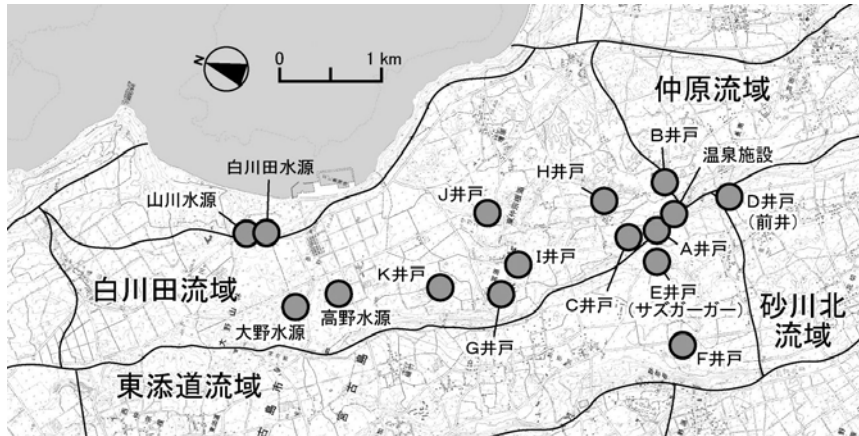 N
0
1 km
仲原流域
B井戸
温泉施設
白川田水源
H井戸
山川水源
J井戸
D井戸
(前井)
I井戸
A井戸
K井戸
白川田流域
C井戸
E井戸
(サズガーガー)
砂川北
流域
大野水源
高野水源
G井戸
F井戸
東添道流域